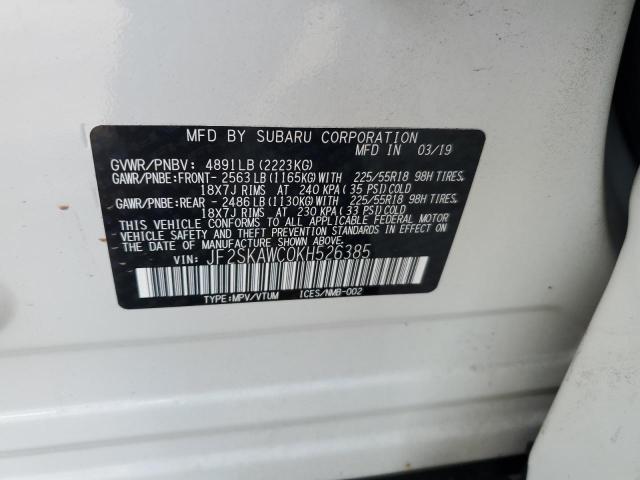 MFD BY SUBARU CORPORATION
MFD IN 03/19
GVWR/PNBV: 4891LB(2223KG)
GAWR/PNBE:FRONT- 2563LB(1165KG)WITH 225/55R18 98H TIRES,
18X7J RIMS AT 240 KPA(35 PSI)COLD
GAWR/PNBE:REAR - 2486LB(1130KG)WITH 225/55R18 98H TIRES,
18X7J RIMS AT 230 KPA(33 PSI)COLD
THIS VEHICLE CONFORMS TO ALL APPLICABLE FEDERAL MOTOR
VEHICLE SAFETY AND THEFT PREVENTION STANDARDS IN EFFECT
ON THE DATE OF MANUFACTURE SHOWN ABOVE.
VIN: JF2SKAWC0KH526385
TYPE:MPV/VTUM ICES/NMB-002